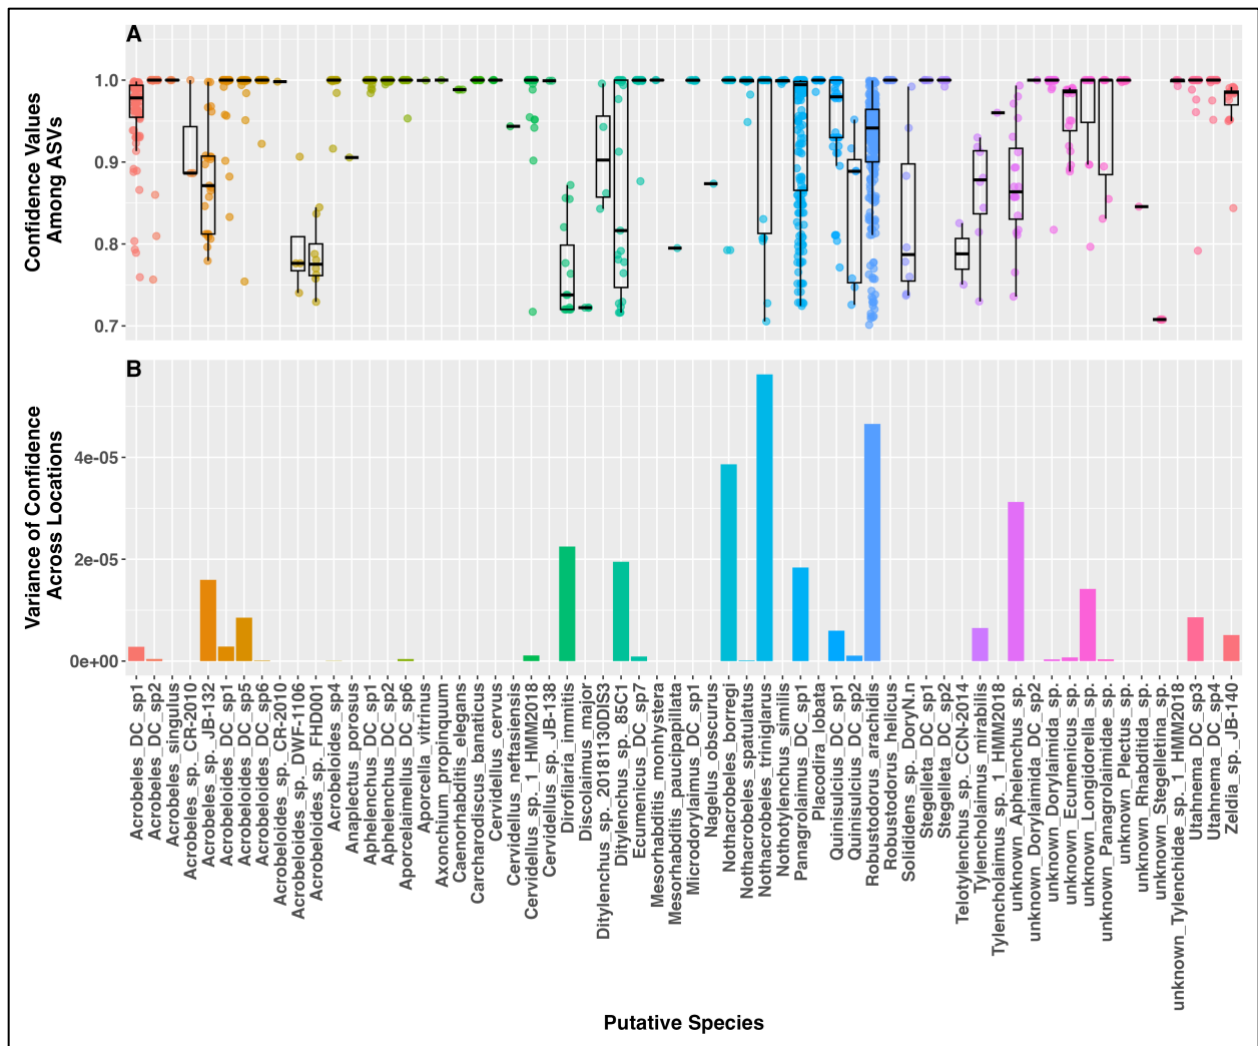 A
Confidence Values
Among ASVs
1.0
0.9
0.8
0.7
B
Variance of Confidence
Across Locations
4e-05
2e-05
0e+00
Acrobeles_DC_sp1
Acrobeles_DC_sp2
Acrobeles_singulus
Acrobeles_sp._CR-2010
Acrobeles_sp._JB-132
Acrobeloides_DC_sp1
Acrobeloides_DC_sp5
Acrobeloides_DC_sp6
Acrobeloides_sp._CR-2010
Acrobeloides_sp._DWF-1106
Acrobeloides_sp._FHD001
Acrobeloides_sp4
Anaplectus_porosus
Aphelenchus_DC_sp1
Aphelenchus_DC_sp2
Aporcelaimellus_DC_sp6
Aporcella_vitrinus
Axonchium_propinquum
Caenorhabditis_elegans
Carcharodiscus_banaticus
Cervidellus_cervus
Cervidellus_neftasiensis
Cervidellus_sp._1_HMM2018
Cervidellus_sp._JB-138
Dirofilaria_immitis
Discolaimus_major
Ditylenchus_sp._20181130DIS3
Ditylenchus_sp._85C1
Ecumenicus_DC_sp7
Mesorhabditis_monhystera
Mesorhabditis_paucipapillata
Microdorylaimus_DC_sp1
Nagelus_obscurus
Nothacrobeles_borregi
Nothacrobeles_spatulatus
Nothacrobeles_triniglarus
Nothotylenchus_similis
Panagrolaimus_DC_sp1
Placodira_lobata
Quinisulcius_DC_sp1
Quinisulcius_DC_sp2
Robustodorus_arachidis
Robustodorus_helicus
Solididens_sp._DoryN.n
Stegelleta_DC_sp1
Stegelleta_DC_sp2
Telotylenchus_sp._CCN-2014
Tylencholaimus_mirabilis
Tylencholaimus_sp._1_HMM2018
unknown_Aphelenchus_sp.
unknown_Dorylaimida_DC_sp2
unknown_Dorylaimida_sp.
unknown_Ecumenicus_sp.
unknown_Longidorella_sp.
unknown_Panagrolaimidae_sp.
unknown_Plectus_sp.
unknown_Rhabditida_sp.
unknown_Stegelletina_sp.
unknown_Tylenchidae_sp._1_HMM2018
Utahnema_DC_sp3
Utahnema_DC_sp4
Zeldia_sp._JB-140
Putative Species